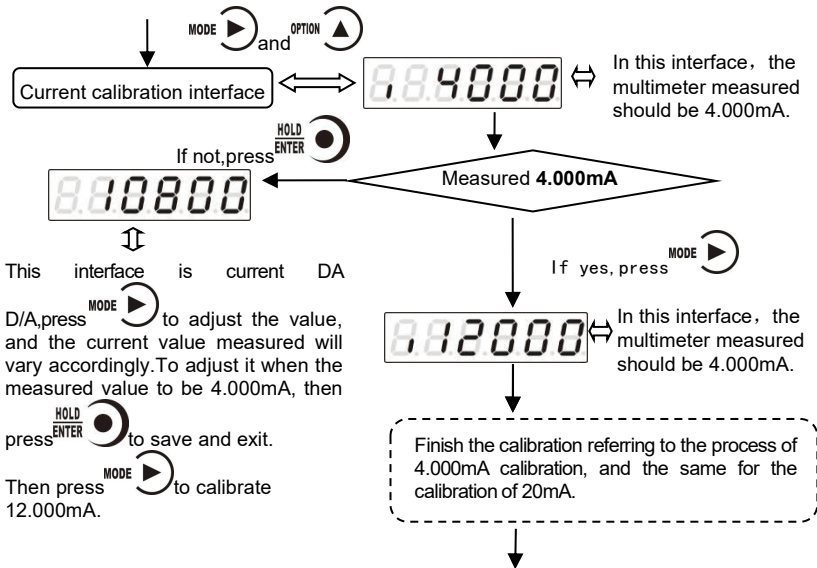 MODE and OPTION
Current calibration interface
i 4000
In this interface，the
multimeter measured
should be 4.000mA.
If not,press HOLD ENTER
Measured 4.000mA
10800
This interface is current DA
D/A,press MODE to adjust the value,
and the current value measured will
vary accordingly.To adjust it when the
measured value to be 4.000mA, then
press HOLD ENTER to save and exit.
Then press MODE to calibrate
12.000mA.
If yes,press MODE
i12000
In this interface，the
multimeter measured
should be 4.000mA.
Finish the calibration referring to the process of
4.000mA calibration, and the same for the
calibration of 20mA.